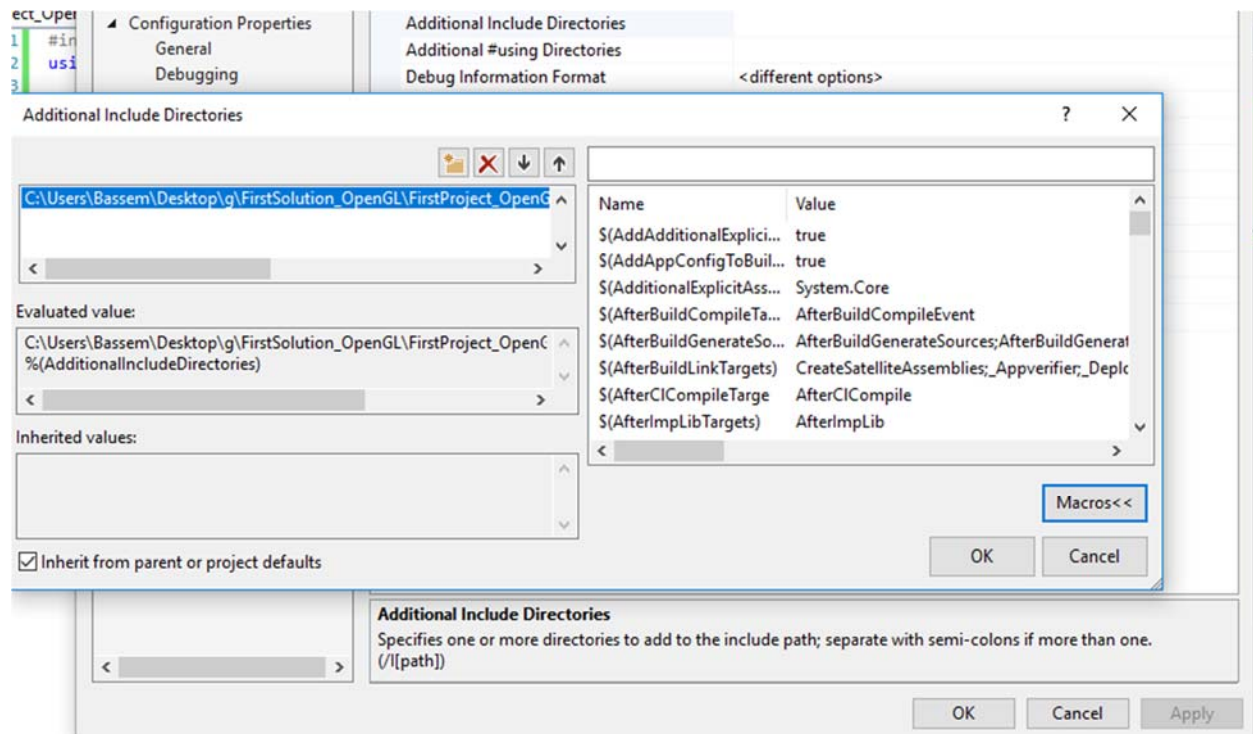 ect_Oper
1 #in
2 usi
3
Configuration Properties
General
Debugging
Additional Include Directories
Additional #using Directories
Debug Information Format <different options>
Additional Include Directories ?
C:\Users\Bassem\Desktop\g\FirstSolution_OpenGL\FirstProject_OpenG
Evaluated value:
C:\Users\Bassem\Desktop\g\FirstSolution_OpenGL\FirstProject_OpenG
%(AdditionalIncludeDirectories)
Inherited values:
Inherit from parent or project defaults
Name Value
$(AddAdditionalExplici... true
$(AddAppConfigToBuil... true
$(AdditionalExplicitAss... System.Core
$(AfterBuildCompileTa... AfterBuildCompileEvent
$(AfterBuildGenerateSo... AfterBuildGenerateSources;AfterBuildGenerat
$(AfterBuildLinkTargets) CreateSatelliteAssemblies;_Appverifier;_Deplo
$(AfterClCompileTarge AfterClCompile
$(AfterImpLibTargets) AfterImpLib
Macros<<
OK Cancel
Additional Include Directories
Specifies one or more directories to add to the include path; separate with semi-colons if more than one.
(/I[path])
OK Cancel Apply